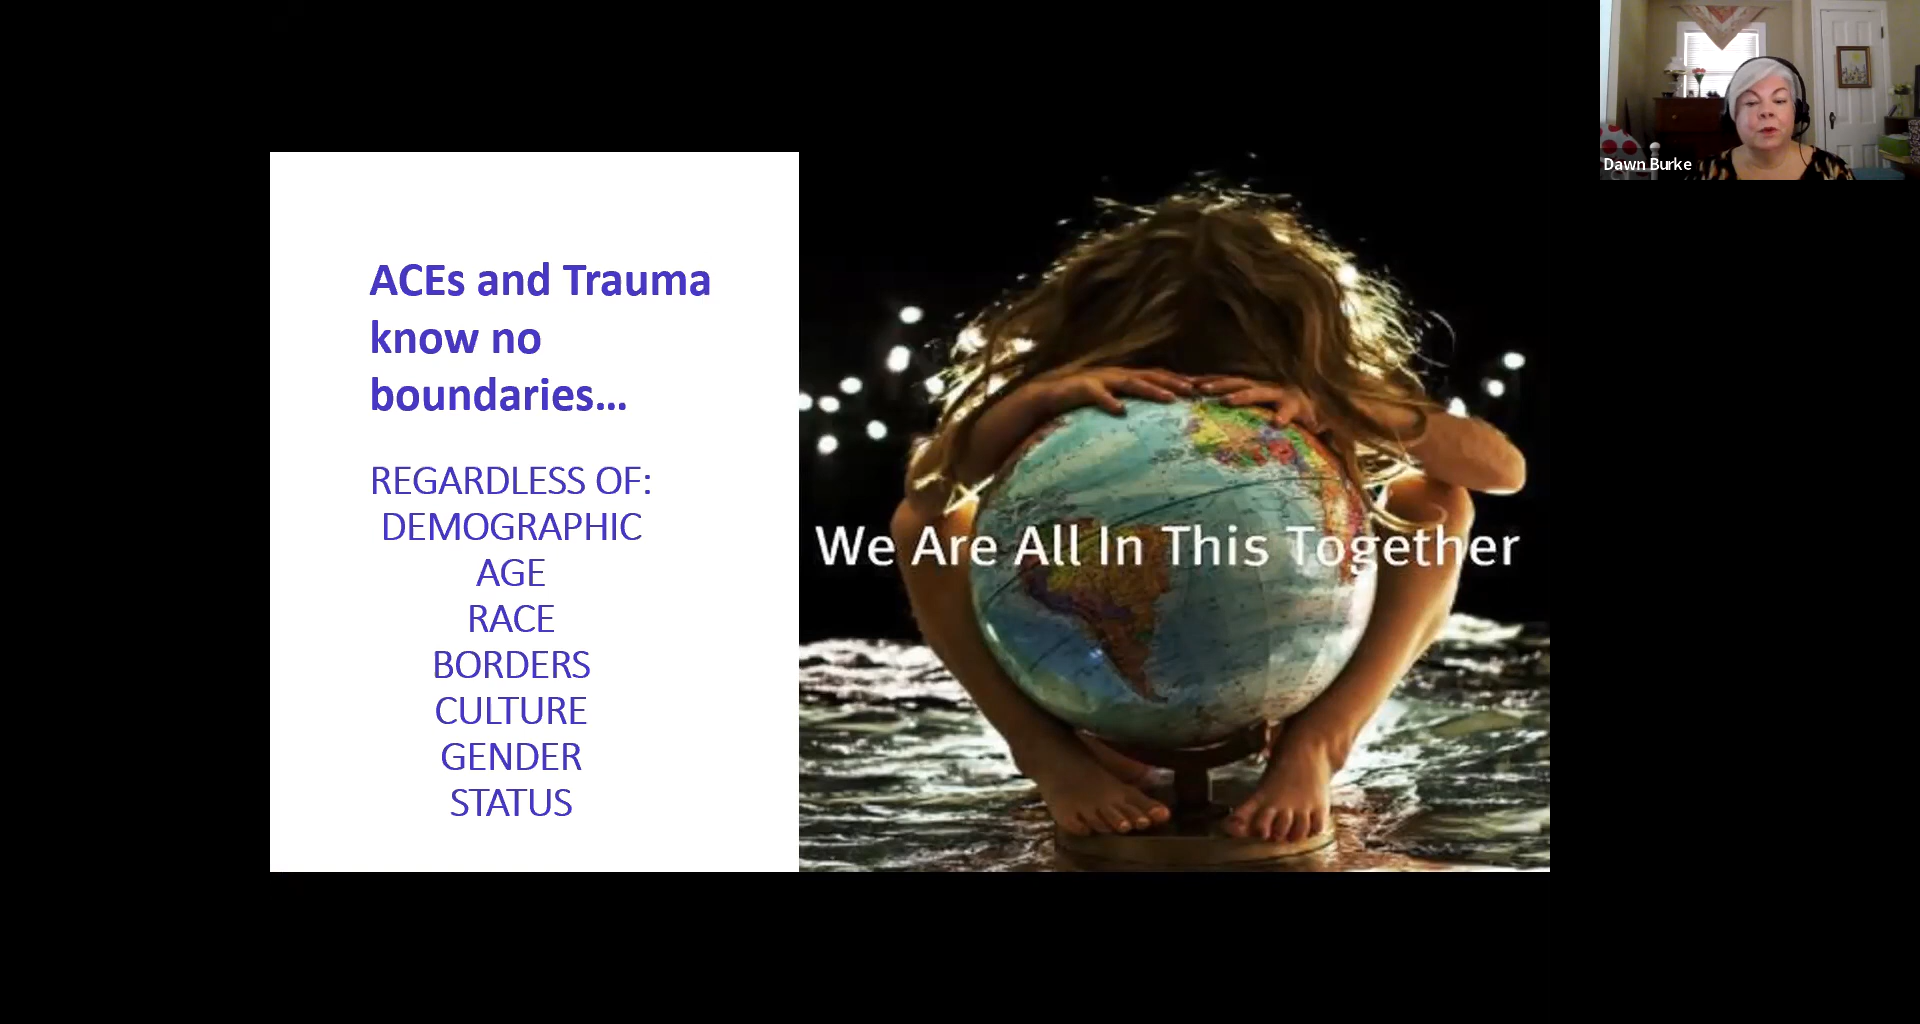 ACEs and Trauma
know no
boundaries...
REGARDLESS OF:
DEMOGRAPHIC
AGE
RACE
BORDERS
CULTURE
GENDER
STATUS
We Are All In This Together
Dawn Burke